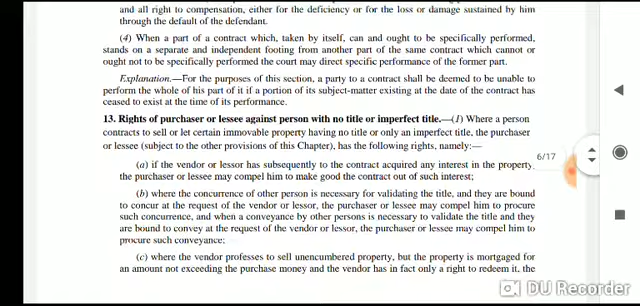 and all right to compensation, either for the deficiency or for the loss or damage sustained by him
through the default of the defendant.
(4) When a part of a contract which, taken by itself, can and ought to be specifically performed,
stands on a separate and independent footing from another part of the same contract which cannot or
ought not to be specifically performed the court may direct specific performance of the former part.
Explanation.—For the purposes of this section, a party to a contract shall be deemed to be unable to
perform the whole of his part of it if a portion of its subject-matter existing at the date of the contract has
ceased to exist at the time of its performance.
13. Rights of purchaser or lessee against person with no title or imperfect title.—(1) Where a person
contracts to sell or let certain immovable property having no title or only an imperfect title, the purchaser
or lessee (subject to the other provisions of this Chapter), has the following rights, namely:—
6/17
(a) if the vendor or lessor has subsequently to the contract acquired any interest in the property,
the purchaser or lessee may compel him to make good the contract out of such interest;
(b) where the concurrence of other person is necessary for validating the title, and they are bound
to concur at the request of the vendor or lessor, the purchaser or lessee may compel him to procure
such concurrence, and when a conveyance by other persons is necessary to validate the title and they
are bound to convey at the request of the vendor or lessor, the purchaser or lessee may compel him to
procure such conveyance;
(c) where the vendor professes to sell unencumbered property, but the property is mortgaged for
an amount not exceeding the purchase money and the vendor has in fact only a right to redeem it, the
DU Recorder